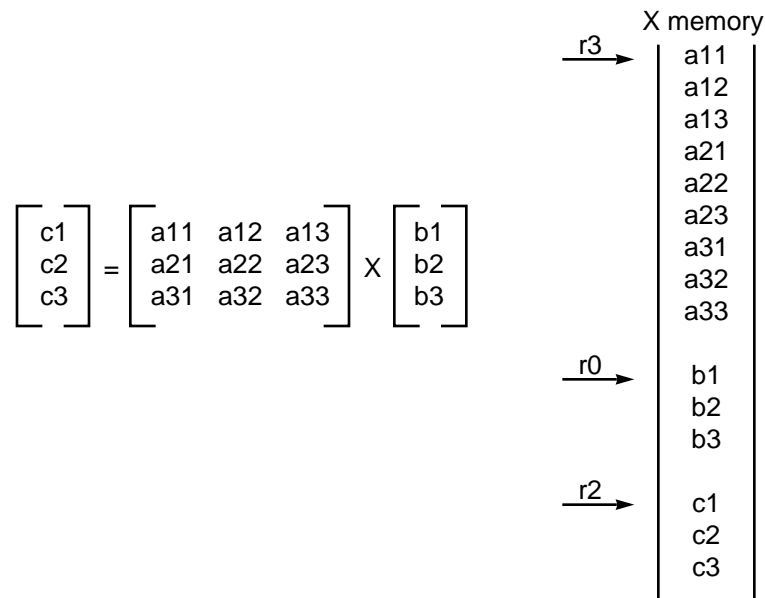 X memory
r3
a11
a12
a13
a21
a22
a23
a31
a32
a33
c1 a11 a12 a13 b1
c2 = a21 a22 a23 X b2
c3 a31 a32 a33 b3
r0
b1
b2
b3
r2
c1
c2
c3